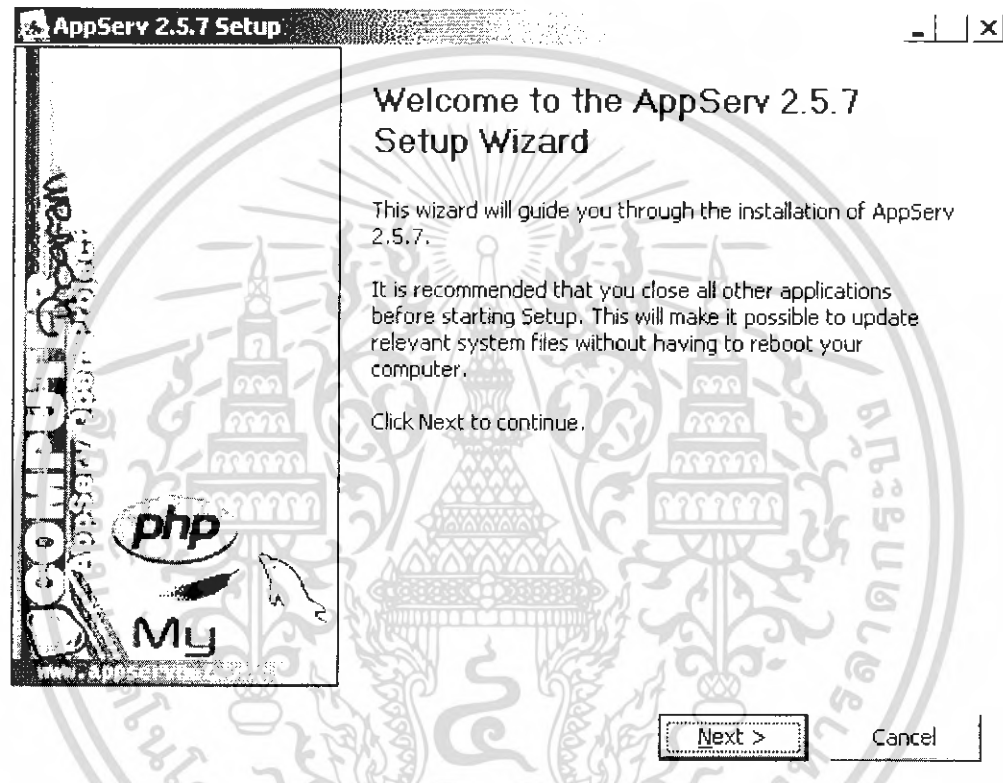 AppServ 2.5.7 Setup
Welcome to the AppServ 2.5.7
Setup Wizard
This wizard will guide you through the installation of AppServ
2.5.7.
It is recommended that you close all other applications
before starting Setup. This will make it possible to update
relevant system files without having to reboot your
computer.
Click Next to continue.
AppServ Open Project
php
My
Next >
Cancel